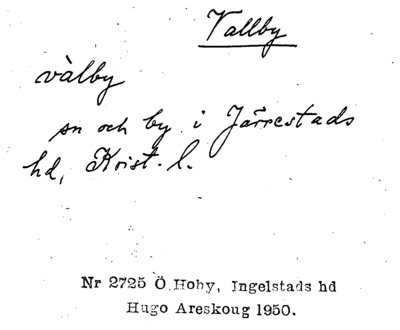 Vallby
vàlby
sn och by i Järrestads
hd, Krist. l.
Nr 2725 Ö. Hoby, Ingelstads hd
Hugo Areskoug 1950.